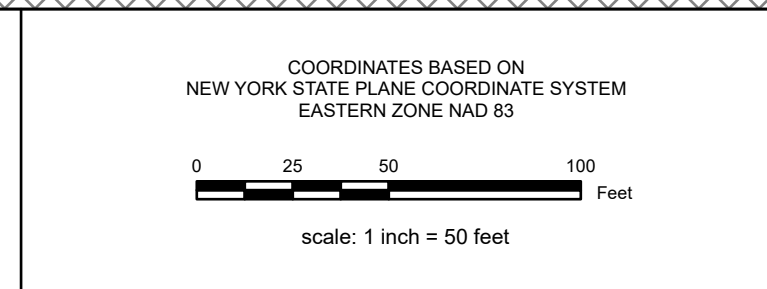 COORDINATES BASED ON
NEW YORK STATE PLANE COORDINATE SYSTEM
EASTERN ZONE NAD 83
0 25 50 100
Feet
scale: 1 inch = 50 feet